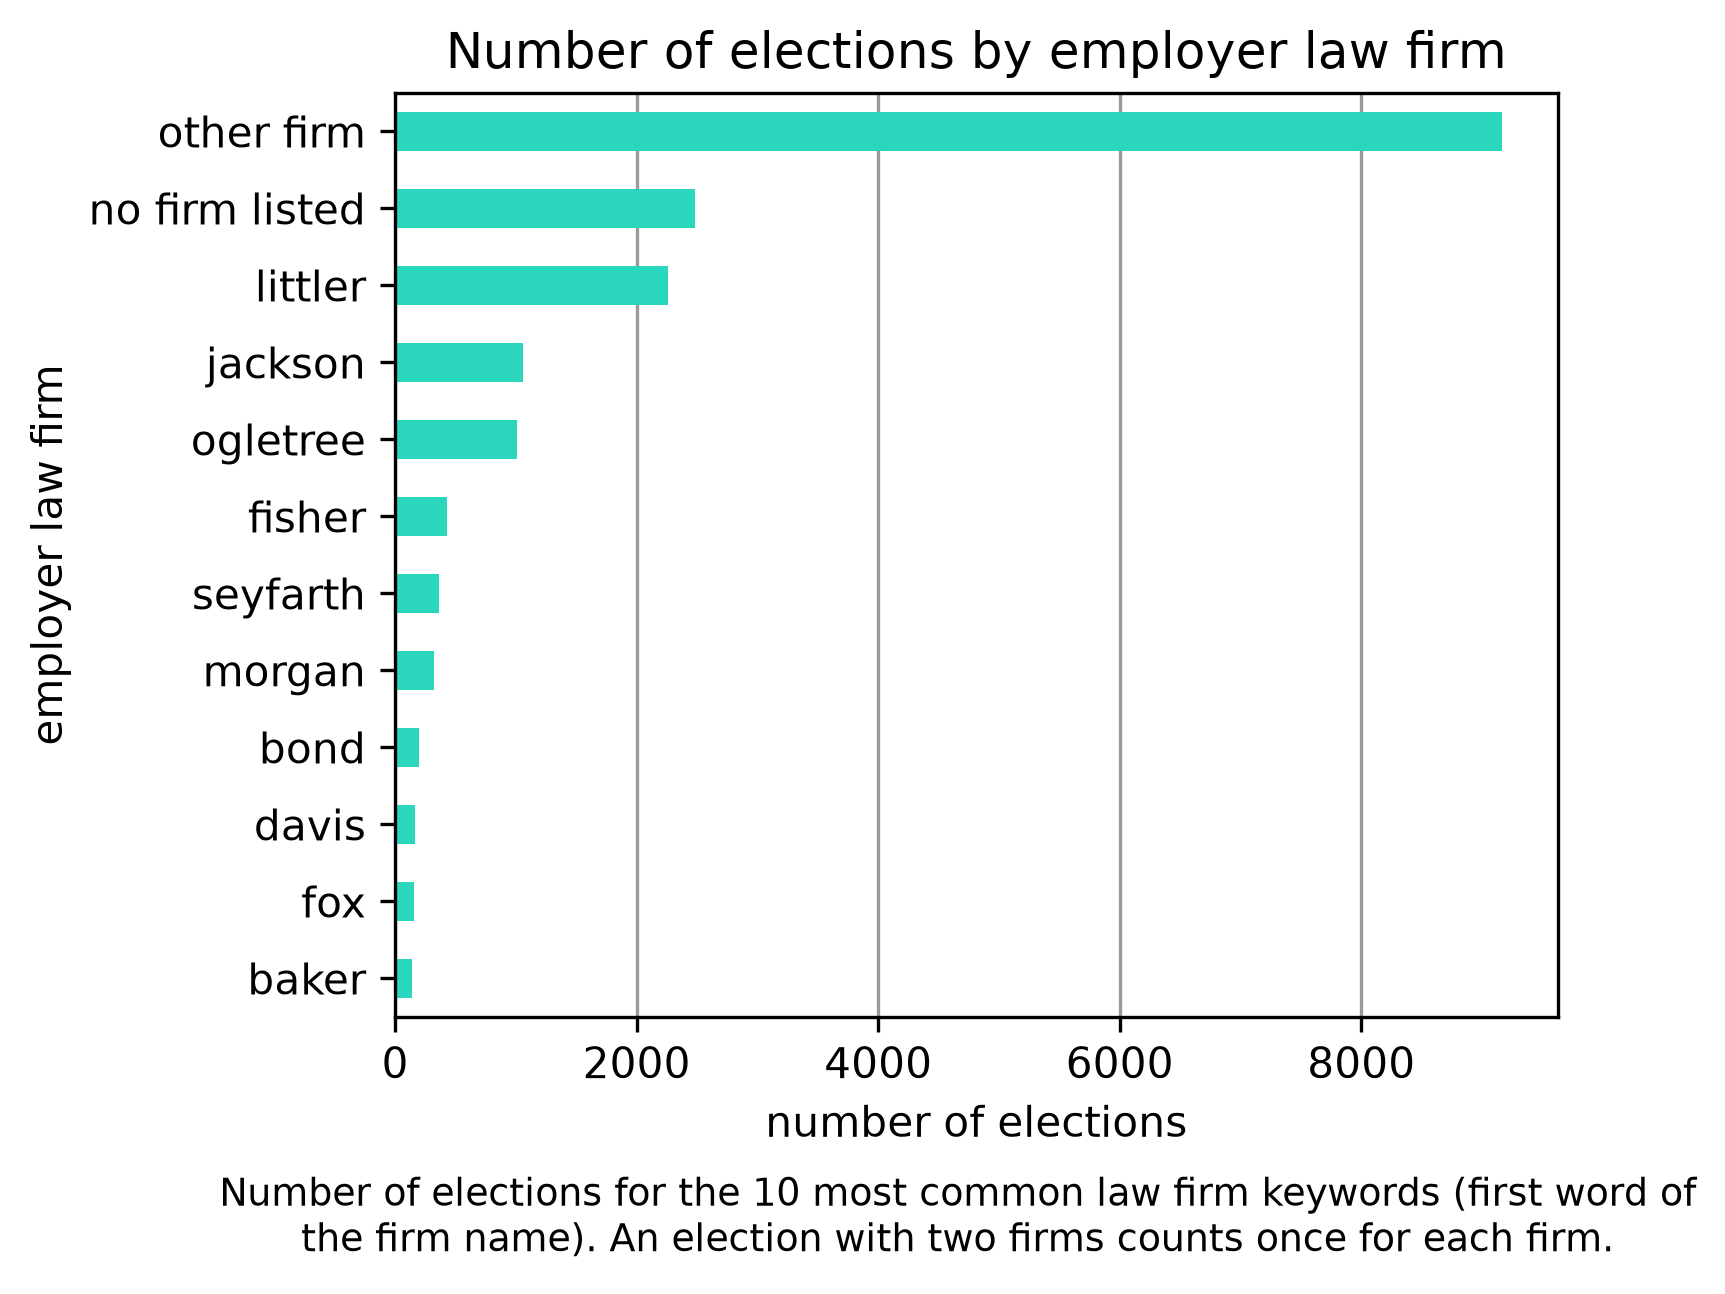 Number of elections by employer law firm
other firm
no firm listed
littler
jackson
ogletree
fisher
seyfarth
morgan
bond
davis
fox
baker
employer law firm
0 2000 4000 6000 8000
number of elections
Number of elections for the 10 most common law firm keywords (first word of
the firm name). An election with two firms counts once for each firm.